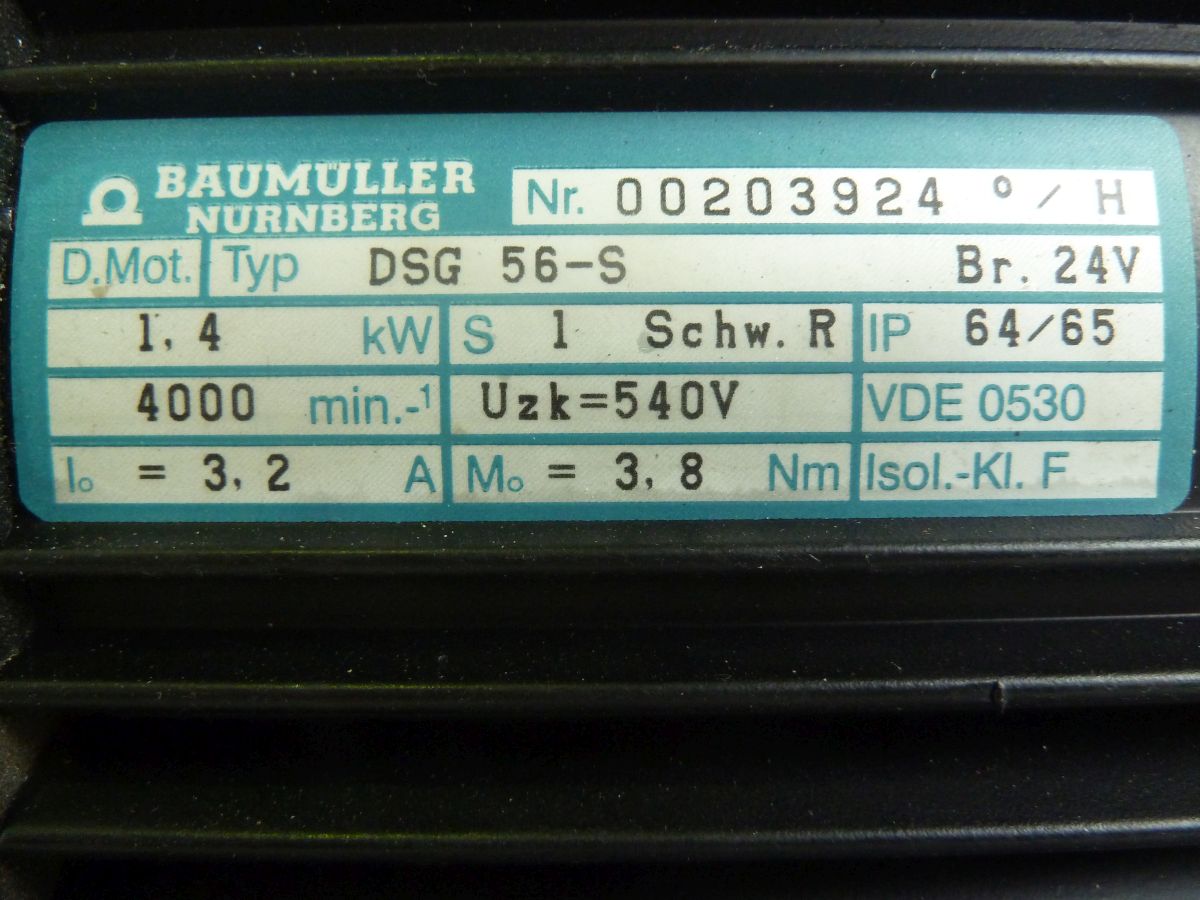 BAUMÜLLER
NÜRNBERG
Nr. 00203924 º / H
D.Mot. Typ DSG 56-S Br. 24V
1,4 kW S 1 Schw. R IP 64/65
4000 min.-¹ Uzk=540V VDE 0530
I₀ = 3,2 A M₀ = 3,8 Nm Isol.-Kl. F